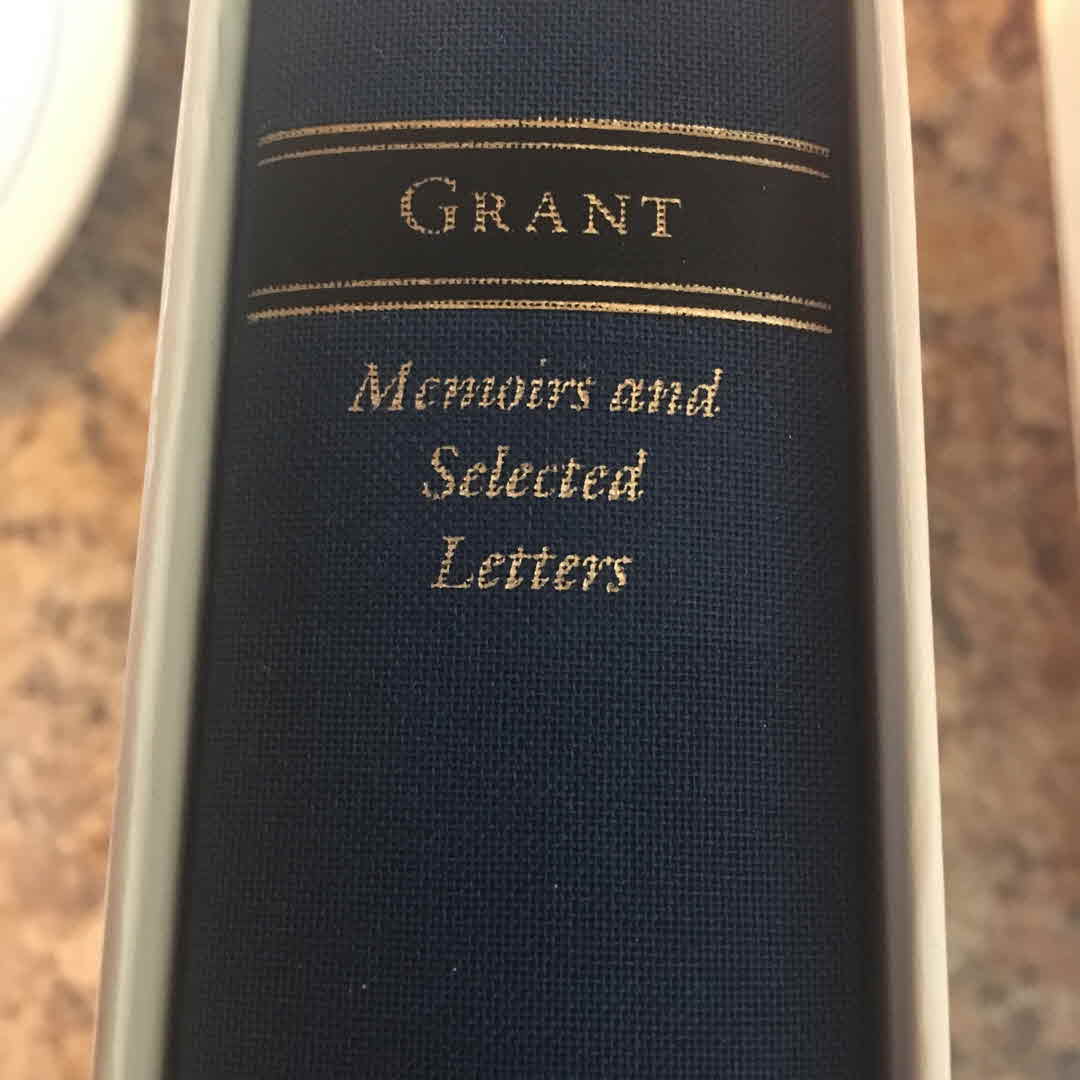 GRANT
Memoirs and
Selected
Letters